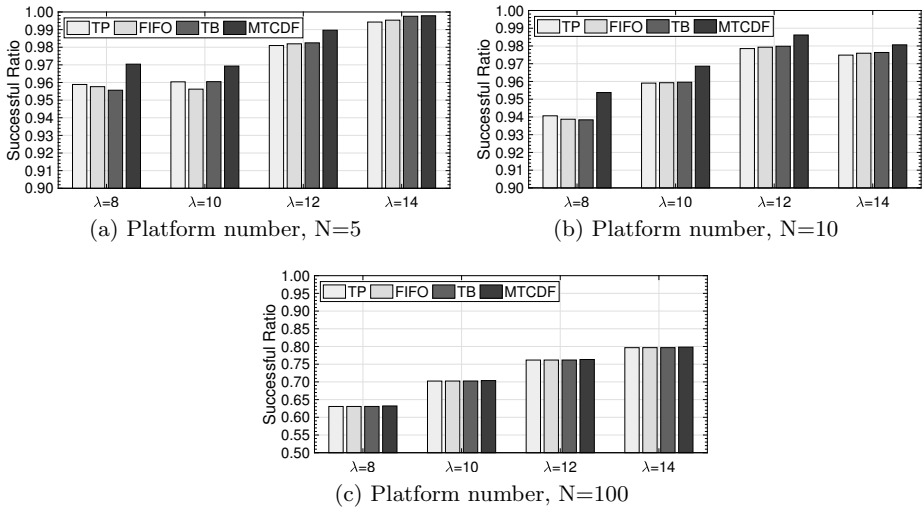 Successful Ratio
1.00
0.99
0.98
0.97
0.96
0.95
0.94
0.93
0.92
0.91
0.90
TP FIFO TB MTCDF
λ=8 λ=10 λ=12 λ=14
(a) Platform number, N=5
Successful Ratio
1.00
0.99
0.98
0.97
0.96
0.95
0.94
0.93
0.92
0.91
0.90
TP FIFO TB MTCDF
λ=8 λ=10 λ=12 λ=14
(b) Platform number, N=10
Successful Ratio
1.00
0.95
0.90
0.85
0.80
0.75
0.70
0.65
0.60
0.55
0.50
TP FIFO TB MTCDF
λ=8 λ=10 λ=12 λ=14
(c) Platform number, N=100